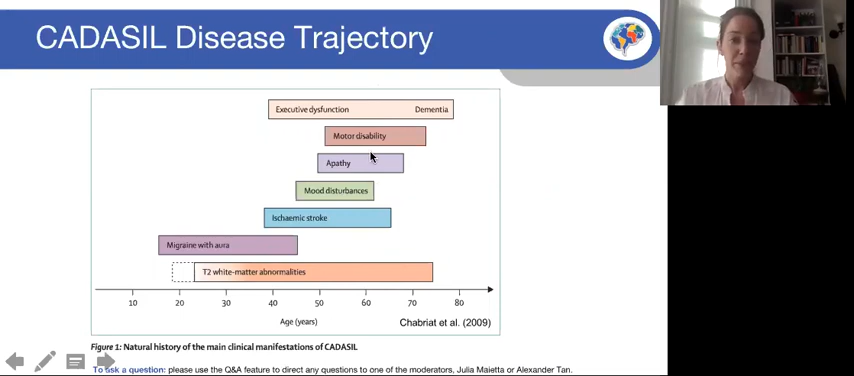 CADASIL Disease Trajectory
Executive dysfunction Dementia
Motor disability
Apathy
Mood disturbances
Ischaemic stroke
Migraine with aura
T2 white-matter abnormalities
10 20 30 40 50 60 70 80
Age (years)
Chabriat et al. (2009)
Figure 1: Natural history of the main clinical manifestations of CADASIL
To ask a question: please use the Q&A feature to direct any questions to one of the moderators, Julia Maietta or Alexander Tan.